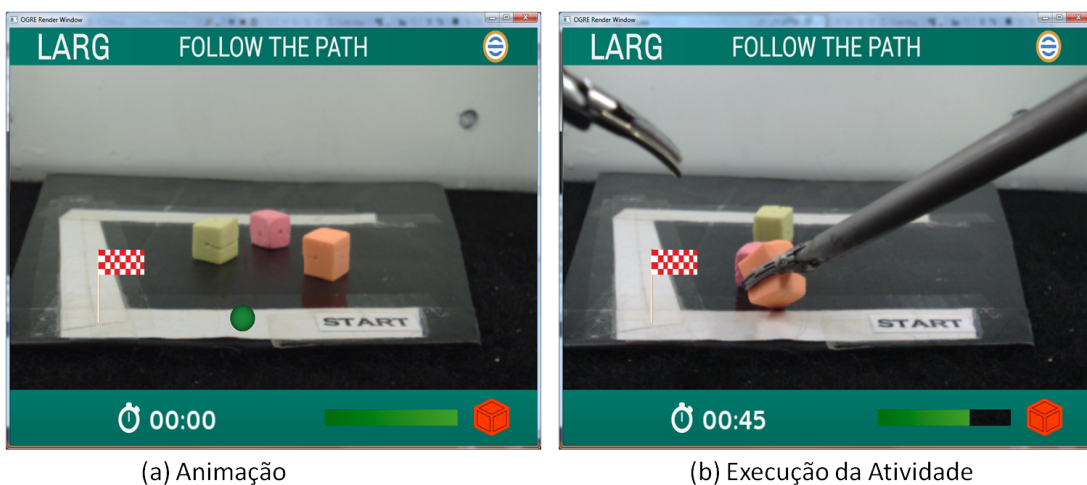 OGRE Render Window
LARG FOLLOW THE PATH
START
00:00
(a) Animação
OGRE Render Window
LARG FOLLOW THE PATH
START
00:45
(b) Execução da Atividade